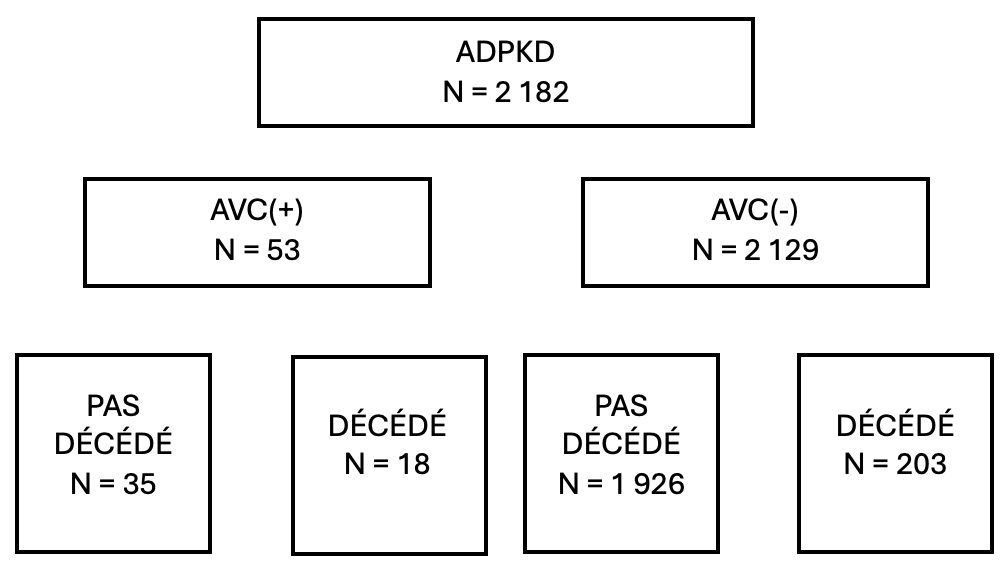 ADPKD
N = 2 182
AVC(+)
N = 53
AVC(-)
N = 2 129
PAS
DÉCÉDÉ
N = 35
DÉCÉDÉ
N = 18
PAS
DÉCÉDÉ
N = 1 926
DÉCÉDÉ
N = 203